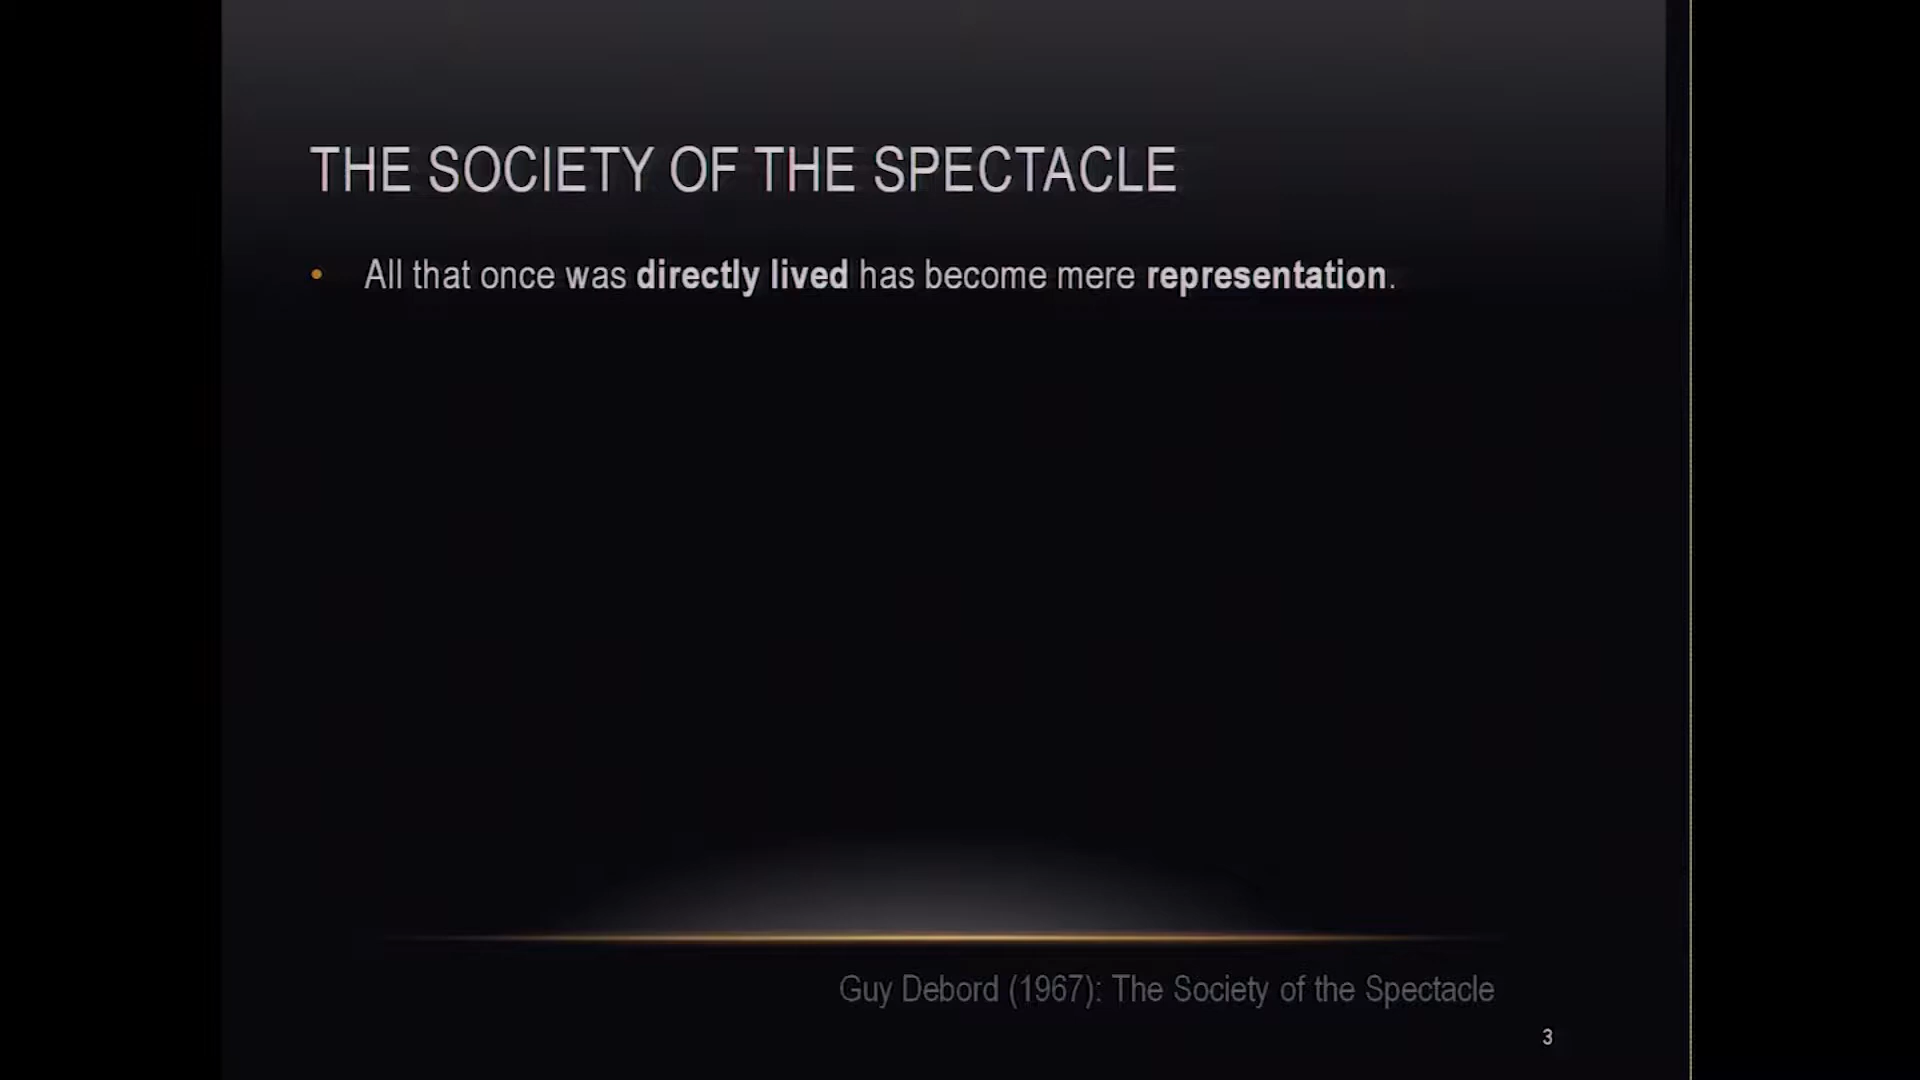 THE SOCIETY OF THE SPECTACLE
• All that once was directly lived has become mere representation.
Guy Debord (1967): The Society of the Spectacle
3